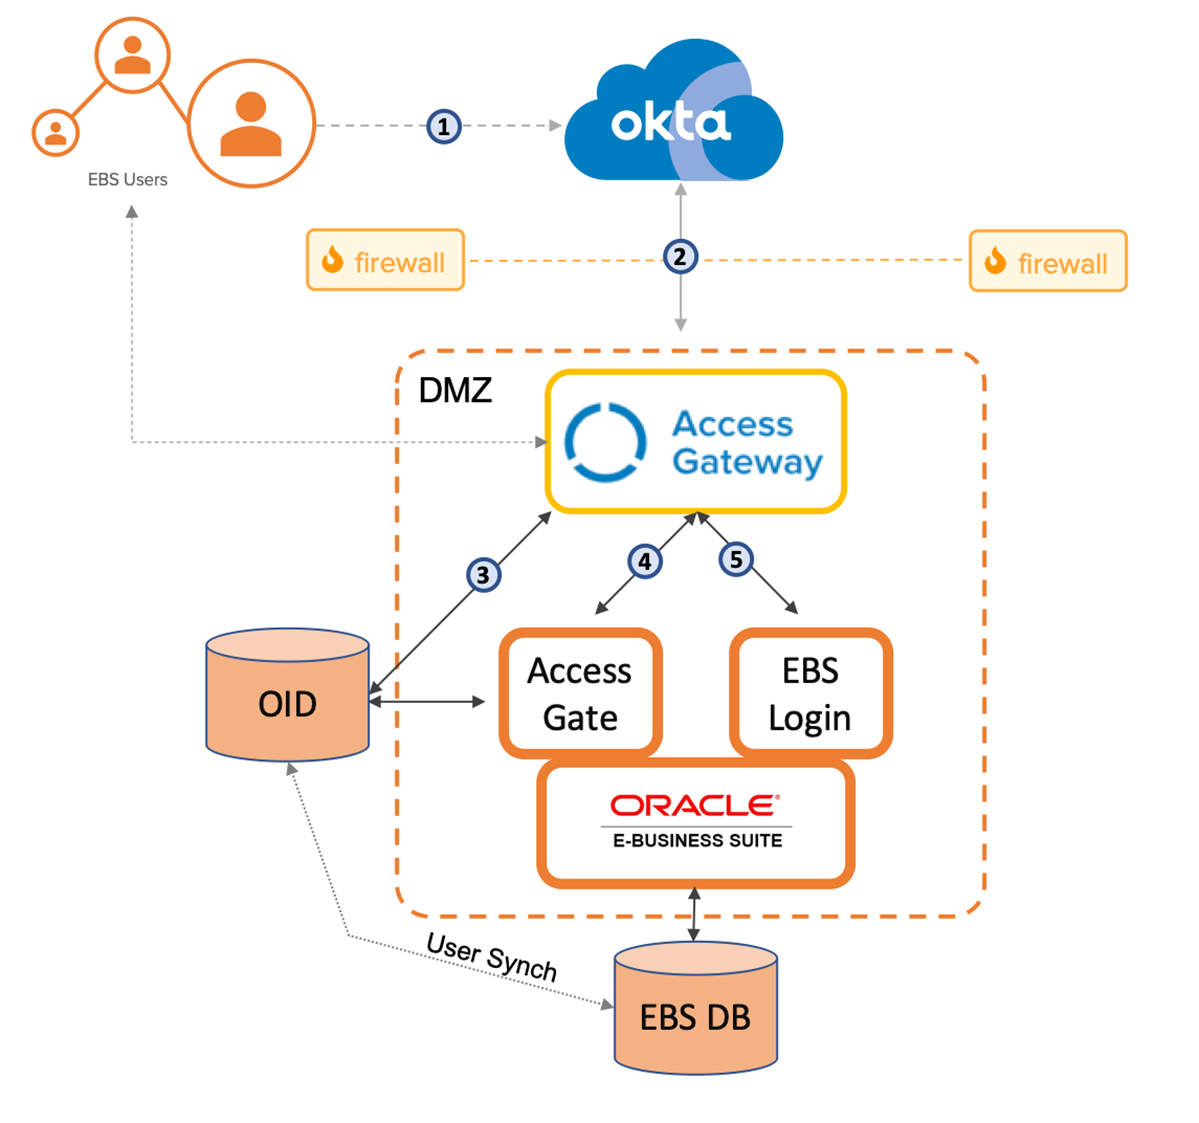 1
okta
EBS Users
firewall
2
firewall
DMZ
Access
Gateway
3
4
5
Access
Gate
EBS
Login
OID
ORACLE®
E-BUSINESS SUITE
User Synch
EBS DB